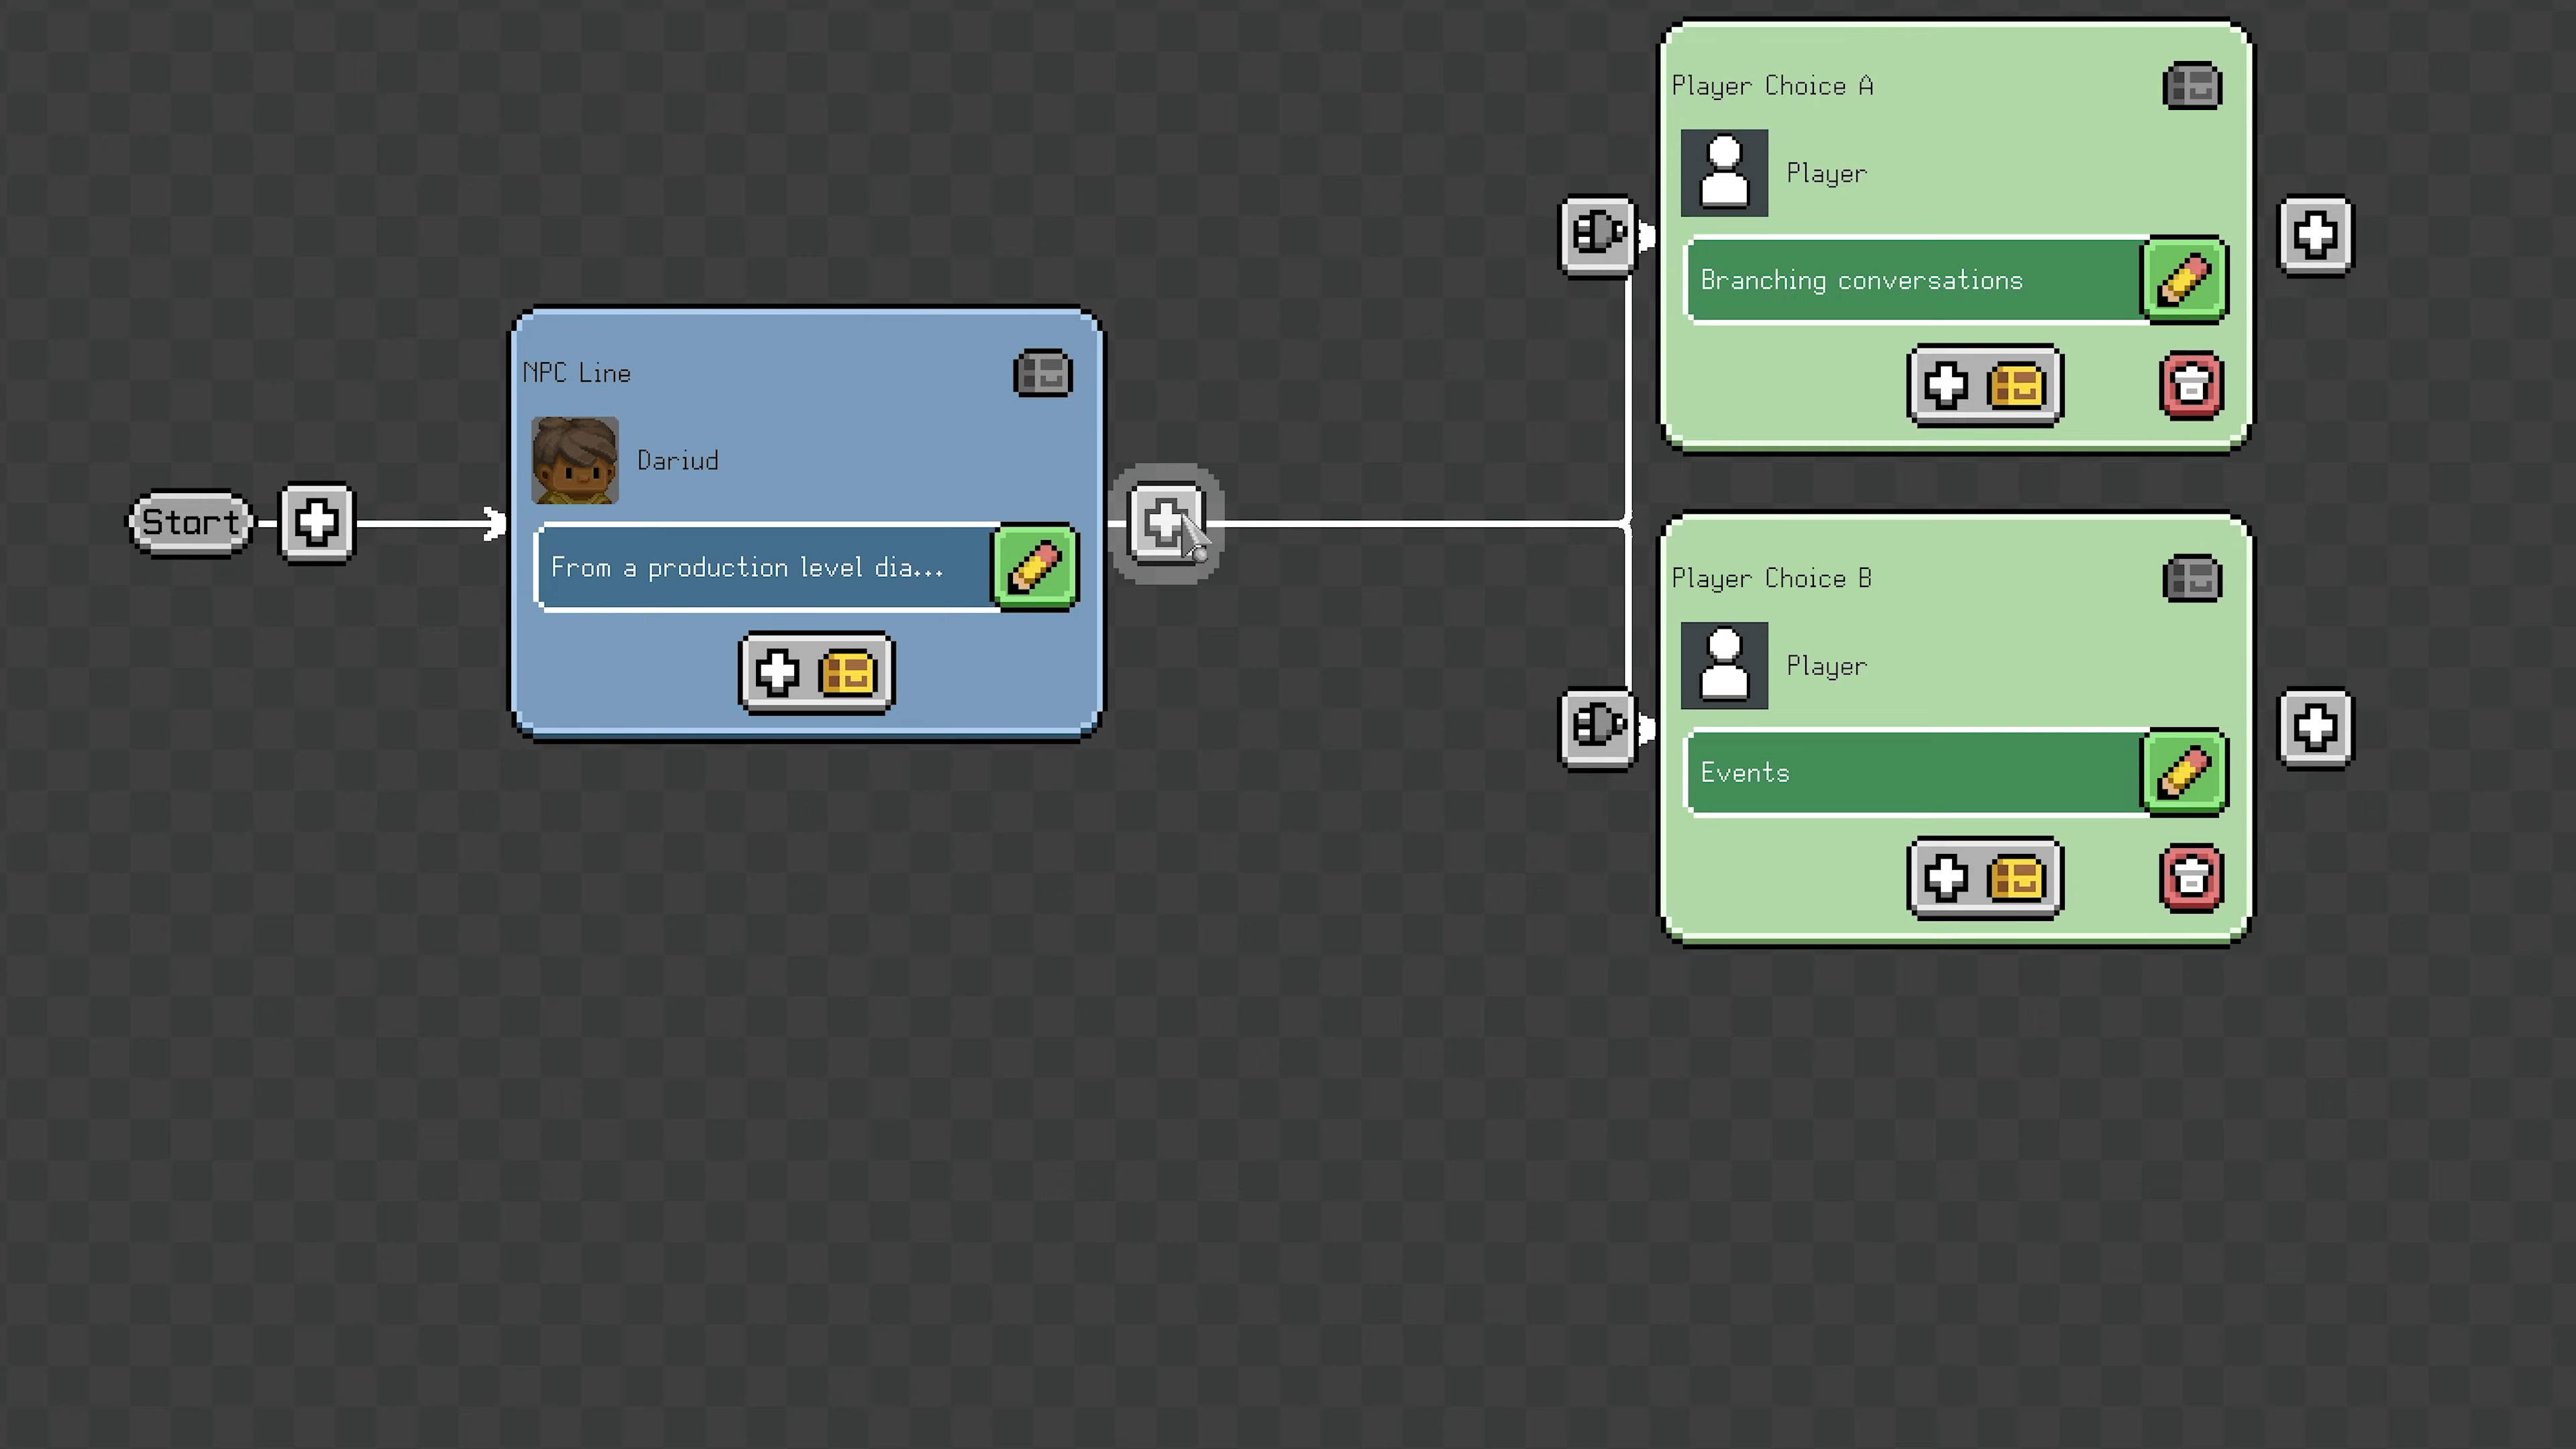 Player Choice A
Player
Branching conversations
NPC Line
Dariud
Start
From a production level dia...
Player Choice B
Player
Events